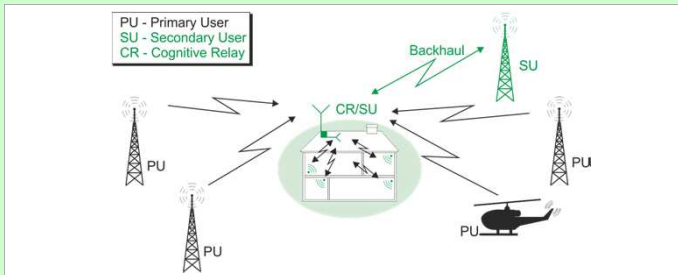 PU - Primary User
SU - Secondary User
CR - Cognitive Relay
Backhaul
SU
CR/SU
PU
PU
PU
PU